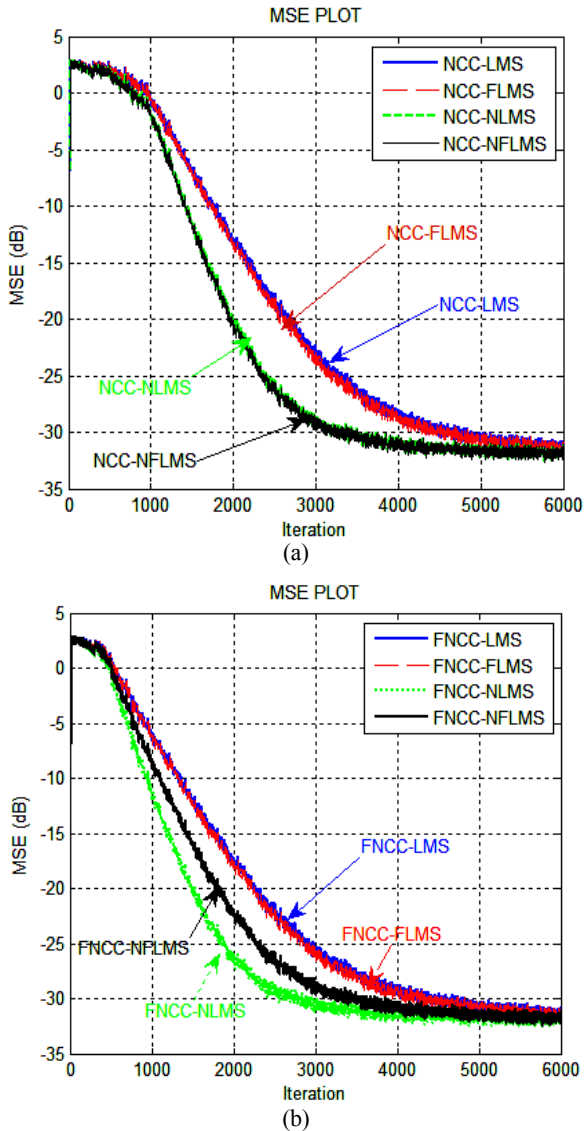 MSE PLOT
5
0
-5
-10
-15
-20
-25
-30
-35
MSE (dB)
NCC-LMS
NCC-FLMS
NCC-NLMS
NCC-NFLMS
NCC-FLMS
NCC-LMS
NCC-NLMS
NCC-NFLMS
0 1000 2000 3000 4000 5000 6000
Iteration
(a)
MSE PLOT
5
0
-5
-10
-15
-20
-25
-30
-35
MSE (dB)
FNCC-LMS
FNCC-FLMS
FNCC-NLMS
FNCC-NFLMS
FNCC-LMS
FNCC-FLMS
FNCC-NFLMS
FNCC-NLMS
0 1000 2000 3000 4000 5000 6000
Iteration
(b)